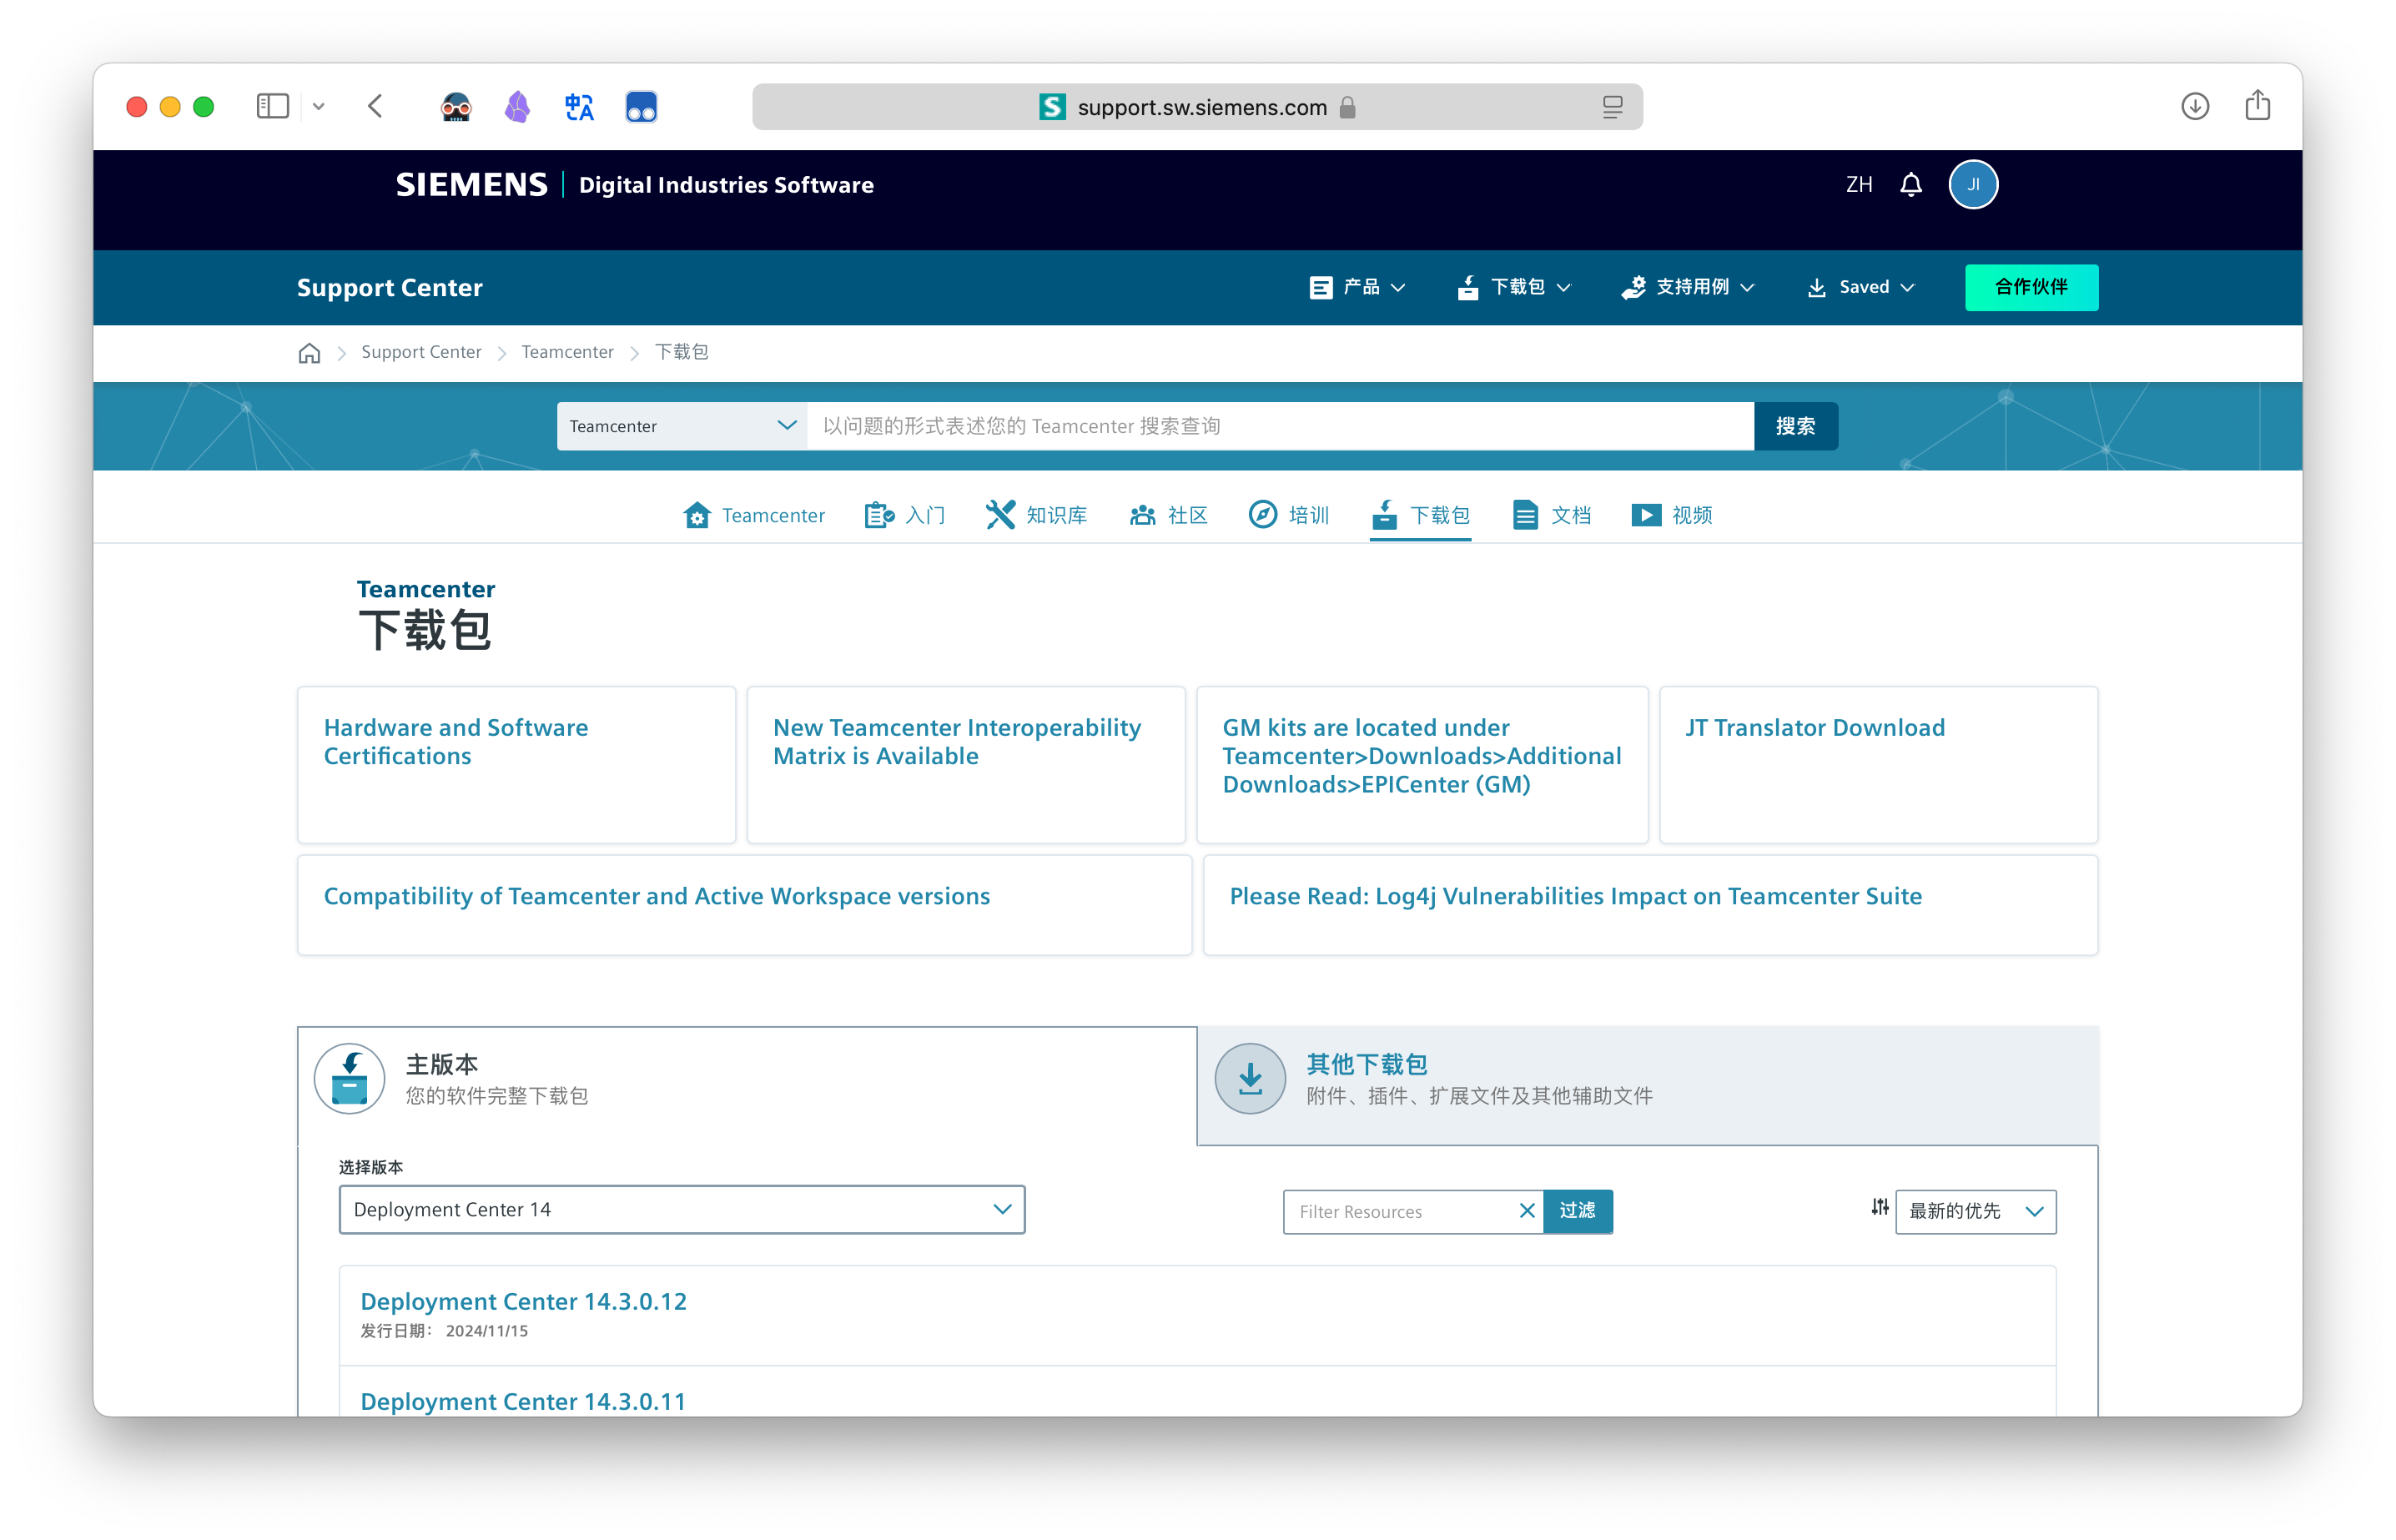 support.sw.siemens.com
SIEMENS | Digital Industries Software
ZH
JI
Support Center
产品
下载包
支持用例
Saved
合作伙伴
Support Center
Teamcenter
下载包
Teamcenter
以问题的形式表述您的 Teamcenter 搜索查询
搜索
Teamcenter
入门
知识库
社区
培训
下载包
文档
视频
Teamcenter
下载包
Hardware and Software
Certifications
New Teamcenter Interoperability
Matrix is Available
GM kits are located under
Teamcenter>Downloads>Additional
Downloads>EPICenter (GM)
JT Translator Download
Compatibility of Teamcenter and Active Workspace versions
Please Read: Log4j Vulnerabilities Impact on Teamcenter Suite
主版本
您的软件完整下载包
其他下载包
附件、插件、扩展文件及其他辅助文件
选择版本
Deployment Center 14
Filter Resources
过滤
最新的优先
Deployment Center 14.3.0.12
发行日期： 2024/11/15
Deployment Center 14.3.0.11